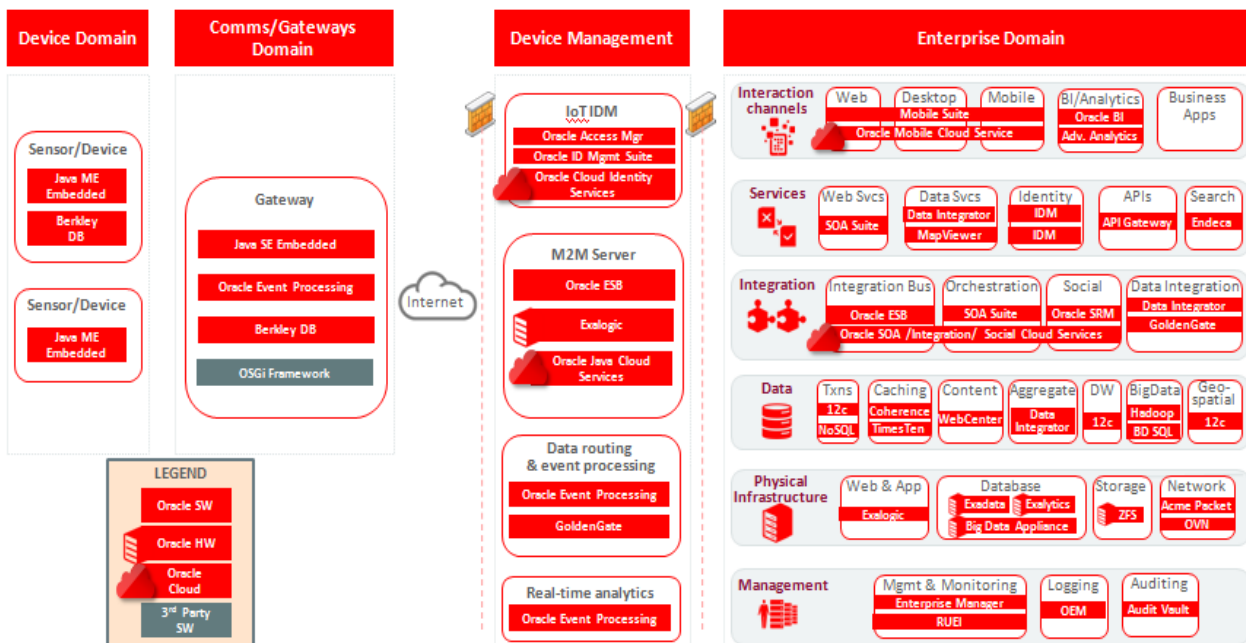 Device Domain
Comms/Gateways
Domain
Device Management
Enterprise Domain
Sensor/Device
Java ME
Embedded
Berkley
DB
Sensor/Device
Java ME
Embedded
Gateway
Java SE Embedded
Oracle Event Processing
Berkley DB
OSGi Framework
Internet
LEGEND
Oracle SW
Oracle HW
Oracle
Cloud
3rd Party
SW
IoT IDM
Oracle Access Mgr
Oracle ID Mgmt Suite
Oracle Cloud Identity
Services
M2M Server
Oracle ESB
Exalogic
Oracle Java Cloud
Services
Data routing
& event processing
Oracle Event Processing
GoldenGate
Real-time analytics
Oracle Event Processing
Interaction
channels
Web
Desktop
Mobile
Mobile Suite
Oracle Mobile Cloud Service
BI/Analytics
Oracle BI
Adv. Analytics
Business
Apps
Services
Web Svcs
SOA Suite
Data Svcs
Data Integrator
MapViewer
Identity
IDM
IDM
APIs
API Gateway
Search
Endeca
Integration
Integration Bus
Oracle ESB
Orchestration
SOA Suite
Social
Oracle SRM
Oracle SOA /Integration/ Social Cloud Services
Data Integration
Data Integrator
GoldenGate
Data
Txns
12c
NoSQL
Caching
Coherence
TimesTen
Content
WebCenter
Aggregate
Data
Integrator
DW
12c
BigData
Hadoop
BD SQL
Geo-
spatial
12c
Physical
Infrastructure
Web & App
Exalogic
Database
Exadata
Exalytics
Big Data Appliance
Storage
ZFS
Network
Acme Packet
OVN
Management
Mgmt & Monitoring
Enterprise Manager
RUEI
Logging
OEM
Auditing
Audit Vault